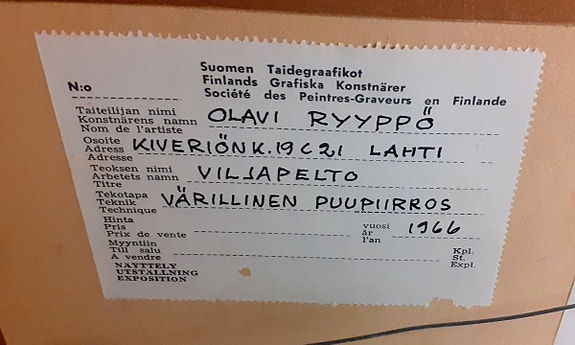 Suomen Taidegraafikot
Finlands Grafiska Konstnärer
Société des Peintres-Graveurs en Finlande
N:o
Taiteilijan nimi
Konstnärens namn
Nom de l'artiste
OLAVI RYYPPÖ
Osoite
Adress
Adresse
KIVERIÖNK.19 C 21 LAHTI
Teoksen nimi
Arbetets namn
Titre
VILJAPELTO
Tekotapa
Teknik
Technique
VÄRILLINEN PUUPIIRROS
Hinta
Pris
Prix de vente
vuosi
år
l'an
1966
Myyntiin
Till salu
A vendre
Kpl.
St.
Expl.
NÄYTTELY
UTSTÄLLNING
EXPOSITION